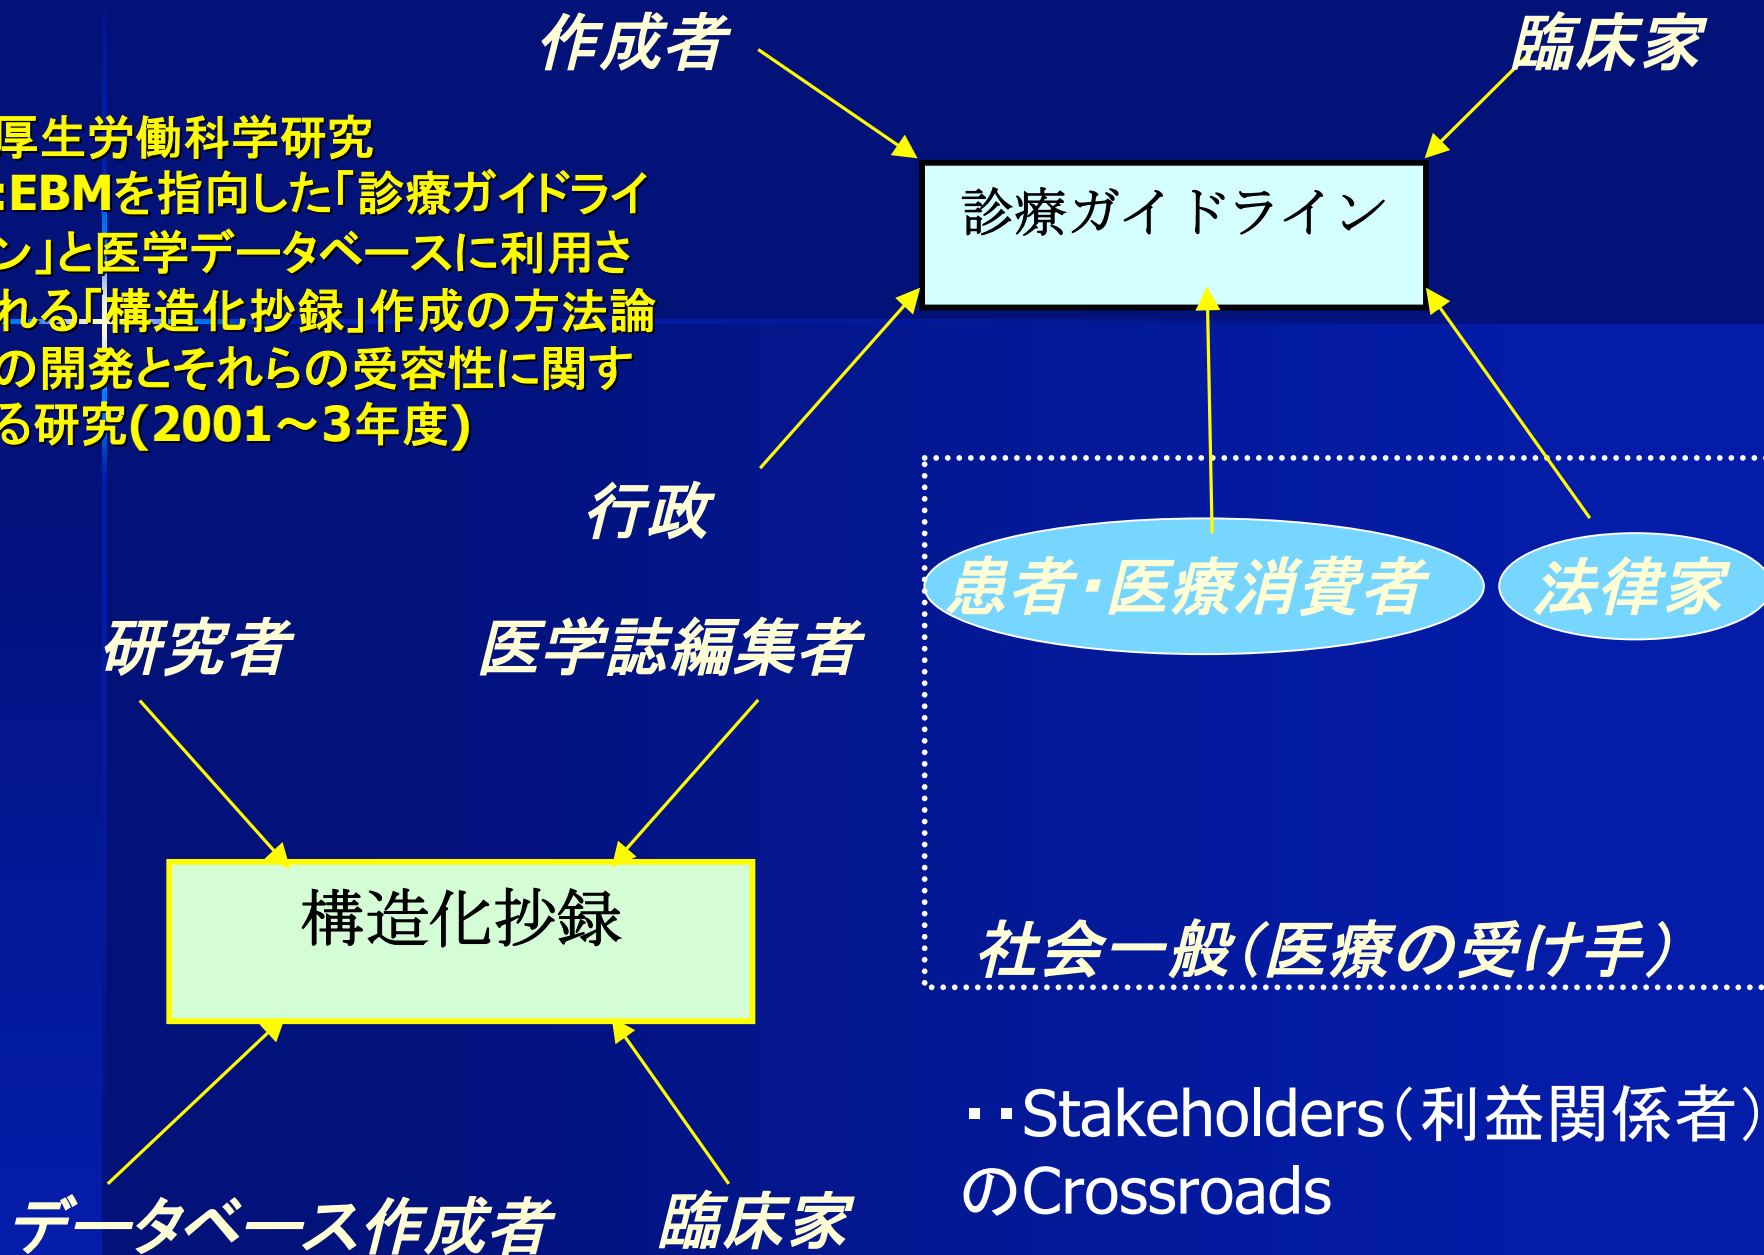 作成者
臨床家
厚生労働科学研究
:EBMを指向した「診療ガイドライ
ン」と医学データベースに利用さ
れる「構造化抄録」作成の方法論
の開発とそれらの受容性に関す
る研究(2001～3年度)
診療ガイドライン
行政
患者・医療消費者
法律家
研究者
医学誌編集者
構造化抄録
社会一般（医療の受け手）
データベース作成者
臨床家
・・Stakeholders（利益関係者）
のCrossroads